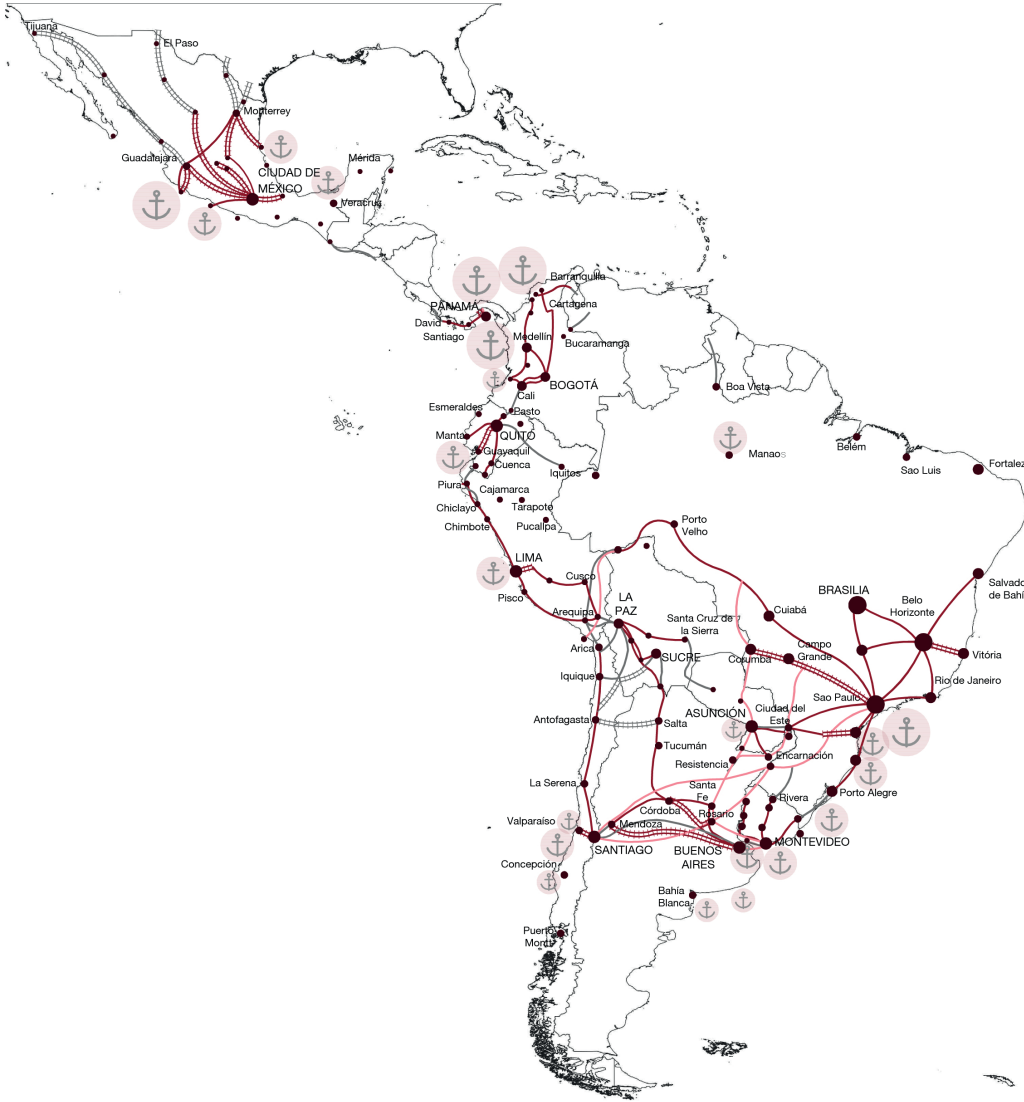 Tijuana
El Paso
Monterrey
Guadalajara
CIUDAD DE
MÉXICO
Mérida
Veracruz
Barranquilla
Cartagena
PANAMÁ
David
Santiago
Medellín
Bucaramanga
BOGOTÁ
Cali
Boa Vista
Esmeraldes
Pasto
Manta
QUITO
Guayaquil
Cuenca
Iquitos
Manaos
Belém
Sao Luis
Fortalez
Piura
Cajamarca
Chiclayo
Tarapoto
Chimbote
Pucallpa
Porto
Velho
LIMA
Cusco
Pisco
LA
PAZ
Arequipa
Santa Cruz de
la Sierra
Cuiabá
BRASILIA
Belo
Horizonte
Salvado
de Bahí
Arica
SUCRE
Corumba
Campo
Grande
Vitória
Iquique
Rio de Janeiro
Sao Paulo
ASUNCIÓN
Ciudad del
Este
Antofagasta
Salta
Tucumán
Encarnación
Resistencia
La Serena
Santa
Fe
Rivera
Porto Alegre
Córdoba
Rosario
Valparaíso
Mendoza
SANTIAGO
BUENOS
AIRES
MONTEVIDEO
Concepción
Bahía
Blanca
Puerto
Montt